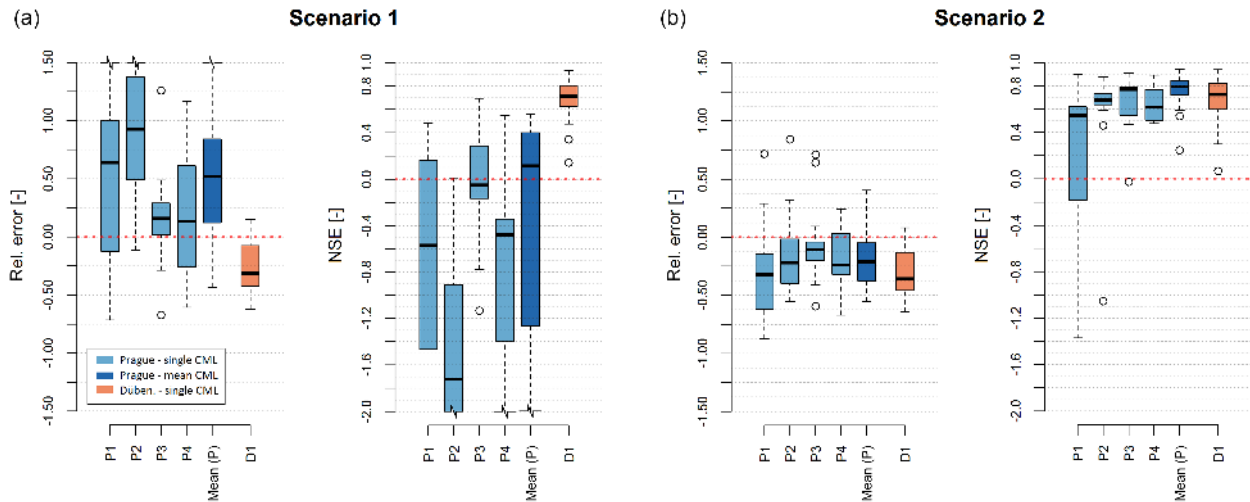 (a)
Scenario 1
Rel. error [-]
1.50
1.00
0.50
0.00
-0.50
-1.00
-1.50
Prague - single CML
Prague - mean CML
Duben. - single CML
P1
P2
P3
P4
Mean (P)
D1
NSE [-]
1.0
0.8
0.4
0.0
-0.4
-0.8
-1.2
-1.6
-2.0
P1
P2
P3
P4
Mean (P)
D1
(b)
Scenario 2
Rel. error [-]
1.50
1.00
0.50
0.00
-0.50
-1.00
-1.50
P1
P2
P3
P4
Mean (P)
D1
NSE [-]
1.0
0.8
0.4
0.0
-0.4
-0.8
-1.2
-1.6
-2.0
P1
P2
P3
P4
Mean (P)
D1